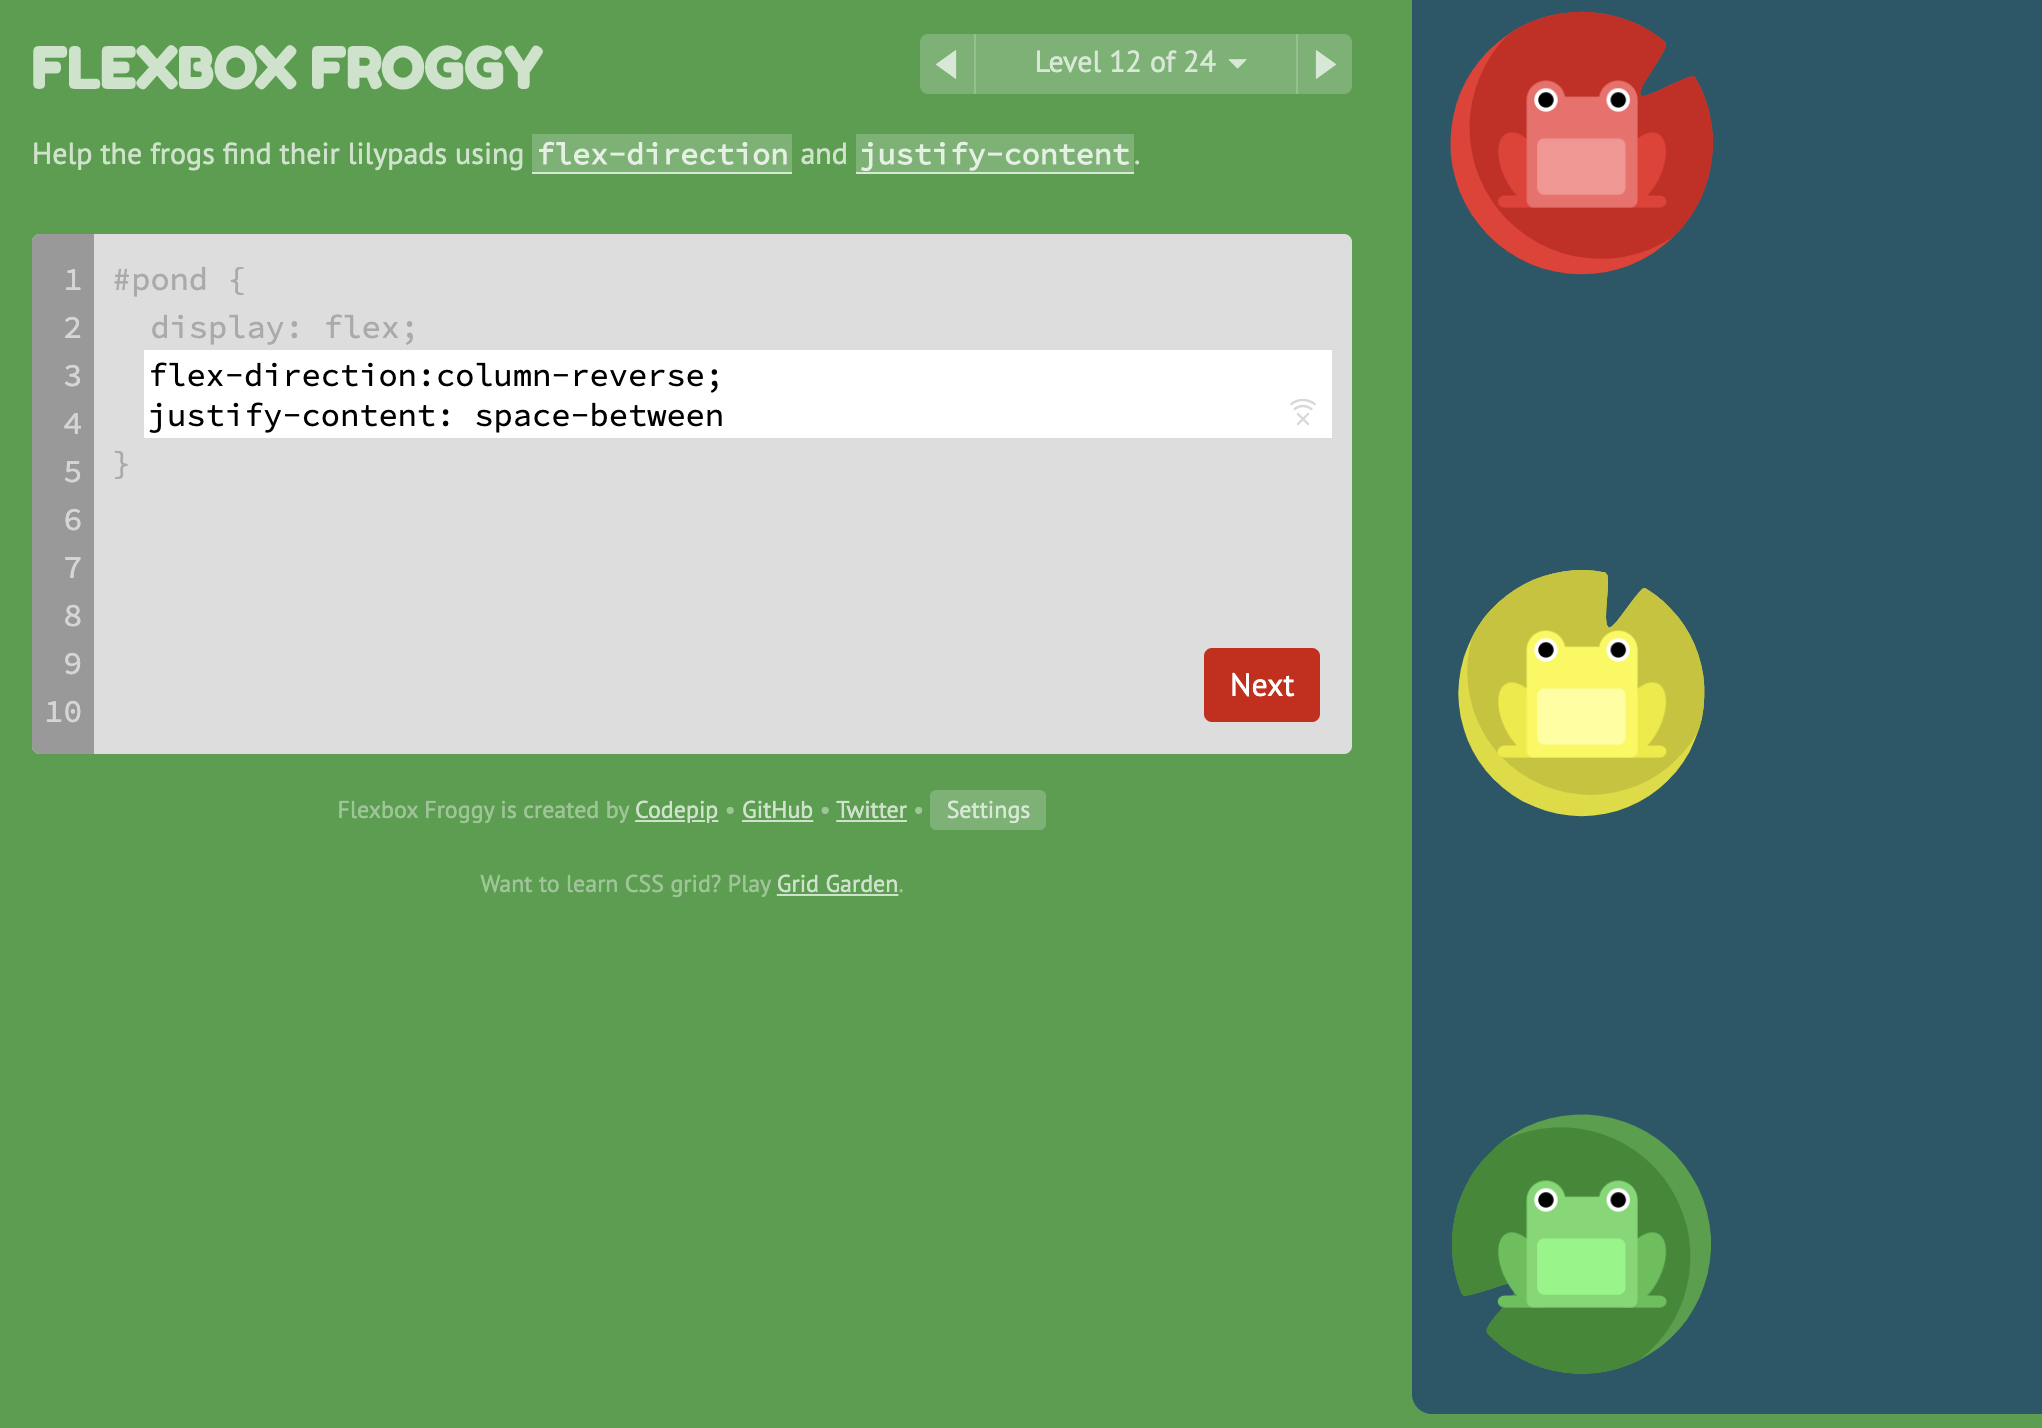 FLEXBOX FROGGY
Level 12 of 24
Help the frogs find their lilypads using flex-direction and justify-content.
1 #pond {
2 display: flex;
3 flex-direction:column-reverse;
4 justify-content: space-between
5 }
6
7
8
9
10
Next
Flexbox Froggy is created by Codepip • GitHub • Twitter • Settings
Want to learn CSS grid? Play Grid Garden.